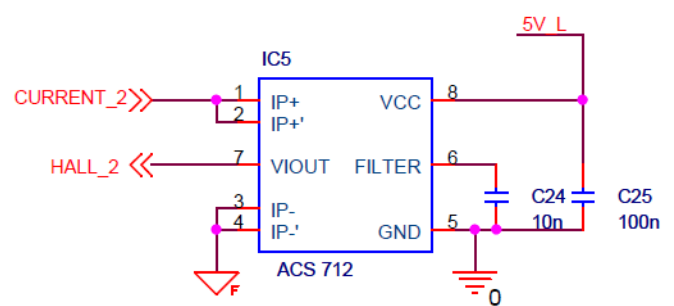 5V_L
IC5
CURRENT_2
1
IP+
VCC
8
2
IP+'
HALL_2
7
VIOUT
FILTER
6
3
IP-
C24
C25
4
IP-'
GND
5
10n
100n
ACS 712
F
0